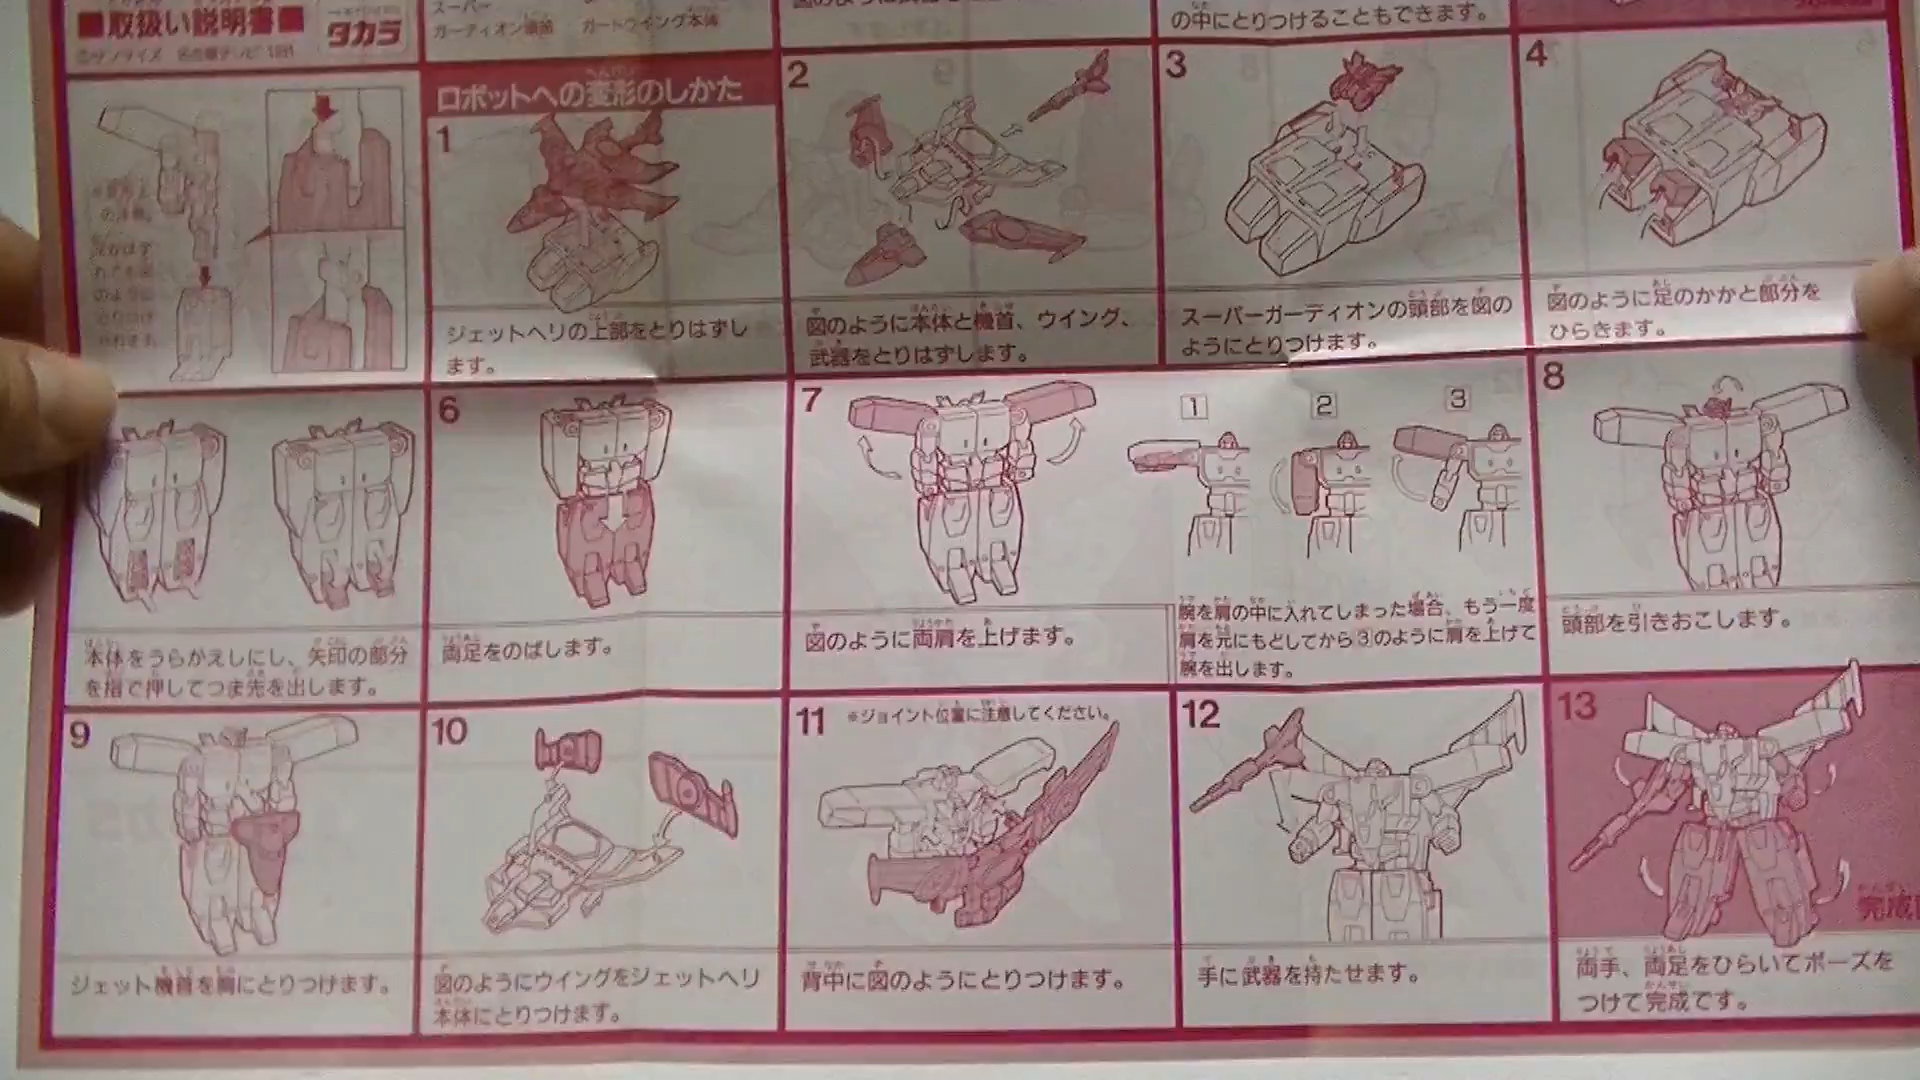 ■取扱い説明書■
タカラ
スーパー
ガーディオン頭部
ガードウイング本体
の中にとりつけることもできます。
ロボットへの変形のしかた
1
ジェットヘリの上部をとりはずし
ます。
2
図のように本体と機首、ウイング、
武器をとりはずします。
3
スーパーガーディオンの頭部を図の
ようにとりつけます。
4
図のように足のかかと部分を
ひらきます。
本体をうらがえしにし、矢印の部分
を指で押してつま先を出します。
6
両足をのばします。
7
図のように両肩を上げます。
1
2
3
腕を肩の中に入れてしまった場合、もう一度
肩を元にもどしてから③のように肩を上げて
腕を出します。
8
頭部を引きおこします。
9
ジェット機首を胸にとりつけます。
10
図のようにウイングをジェットヘリ
本体にとりつけます。
11
※ジョイント位置に注意してください。
背中に図のようにとりつけます。
12
手に武器を持たせます。
13
完成
両手、両足をひらいてポーズを
つけて完成です。